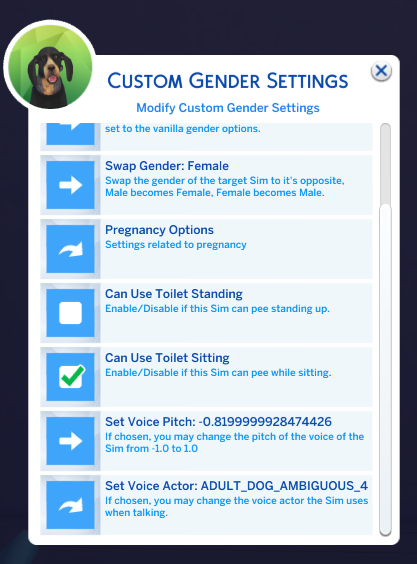 Custom Gender Settings
Modify Custom Gender Settings
set to the vanilla gender options.
Swap Gender: Female
Swap the gender of the target Sim to it's opposite,
Male becomes Female, Female becomes Male.
Pregnancy Options
Settings related to pregnancy
Can Use Toilet Standing
Enable/Disable if this Sim can pee standing up.
Can Use Toilet Sitting
Enable/Disable if this Sim can pee while sitting.
Set Voice Pitch: -0.8199999928474426
If chosen, you may change the pitch of the voice of the
Sim from -1.0 to 1.0
Set Voice Actor: ADULT_DOG_AMBIGUOUS_4
If chosen, you may change the voice actor the Sim uses
when talking.